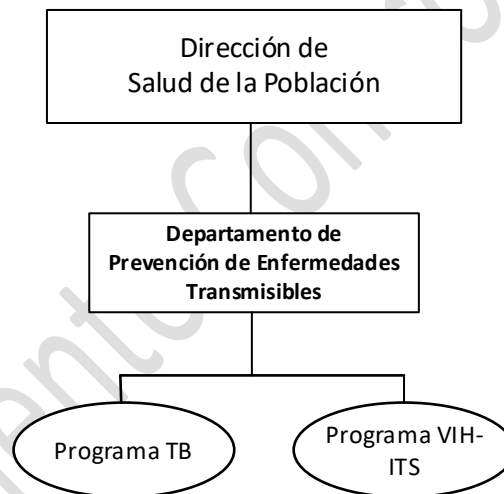 Dirección de
Salud de la Población
Departamento de
Prevención de Enfermedades
Transmisibles
Programa TB
Programa VIH-
ITS